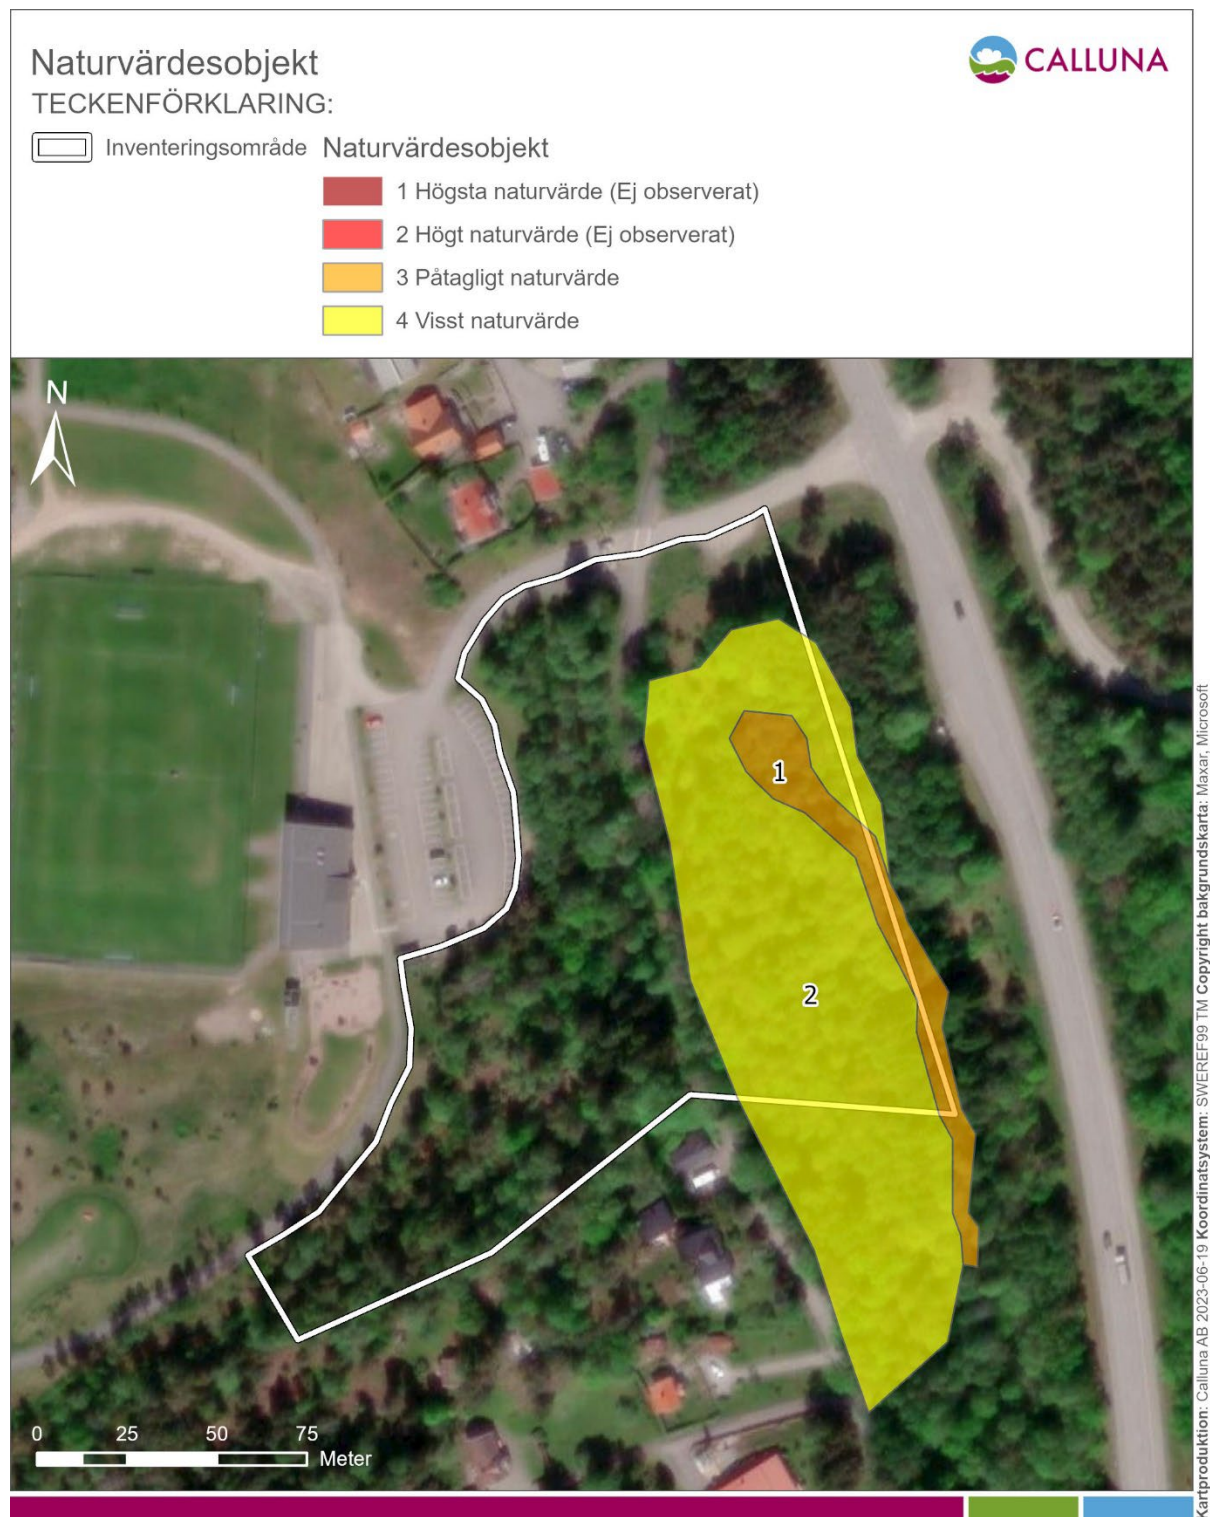 Naturvärdesobjekt
TECKENFÖRKLARING:
CALLUNA
Inventeringsområde
Naturvärdesobjekt
1 Högsta naturvärde (Ej observerat)
2 Högt naturvärde (Ej observerat)
3 Påtagligt naturvärde
4 Visst naturvärde
N
1
2
0 25 50 75
Meter
Kartproduktion: Calluna AB 2023-06-19 Koordinatsystem: SWEREF99 TM Copyright bakgrundskarta: Maxar, Microsoft